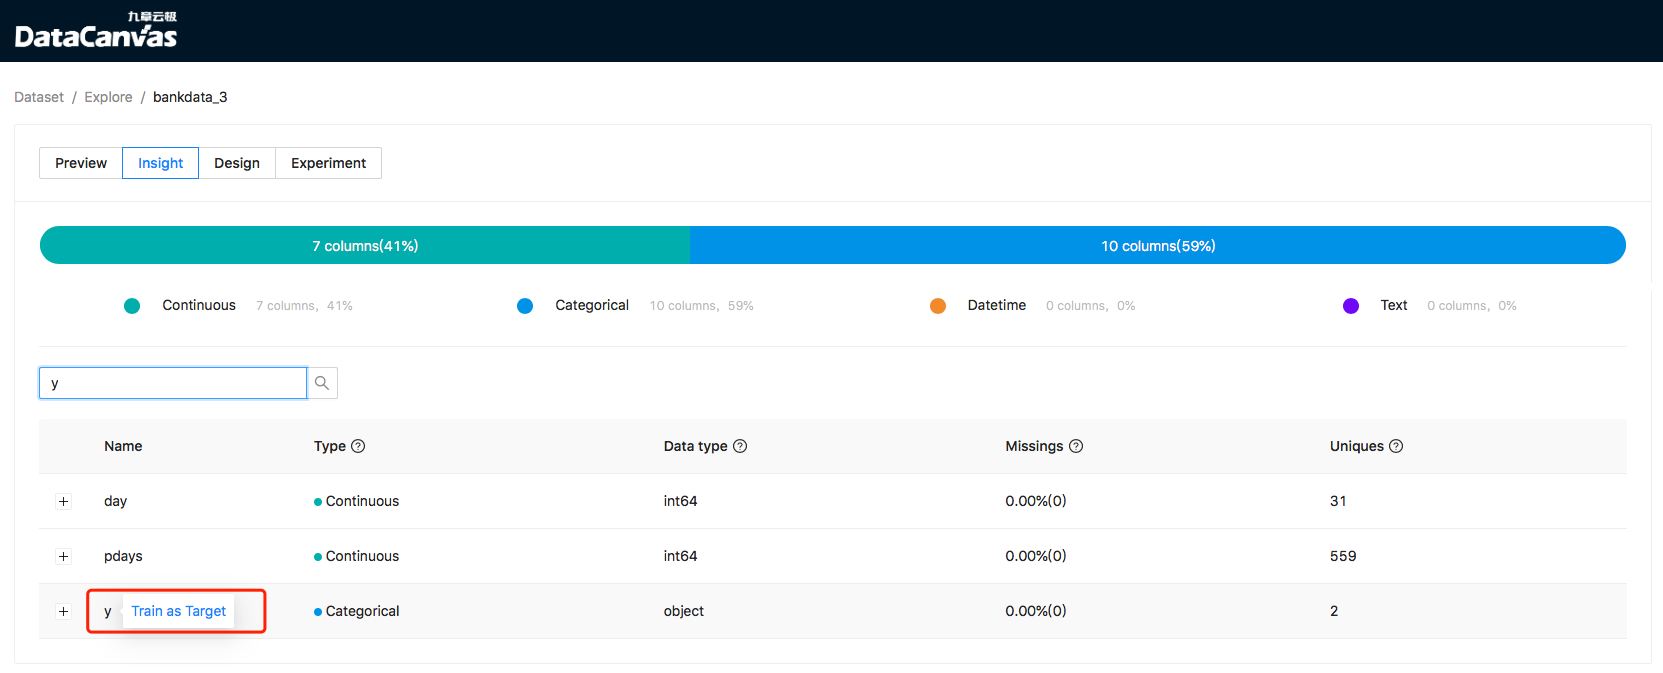 九章云极
DataCanvas
Dataset / Explore / bankdata_3
Preview Insight Design Experiment
7 columns(41%) 10 columns(59%)
Continuous 7 columns, 41% Categorical 10 columns, 59% Datetime 0 columns, 0% Text 0 columns, 0%
y
Name Type Data type Missings Uniques
day Continuous int64 0.00%(0) 31
pdays Continuous int64 0.00%(0) 559
y Train as Target Categorical object 0.00%(0) 2